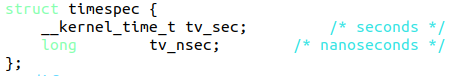 struct timespec {
    __kernel_time_t tv_sec;         /* seconds */
    long        tv_nsec;        /* nanoseconds */
};